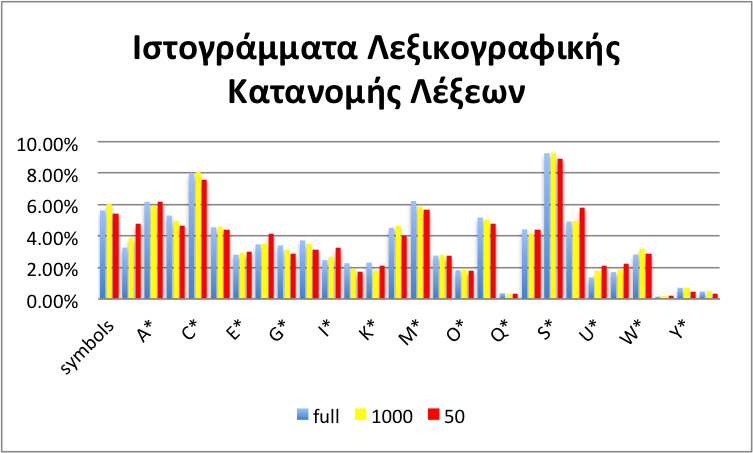 Ιστογράμματα Λεξικογραφικής
Κατανομής Λέξεων
10.00%
8.00%
6.00%
4.00%
2.00%
0.00%
symbols A* C* E* G* I* K* M* O* Q* S* U* W* Y*
full 1000 50